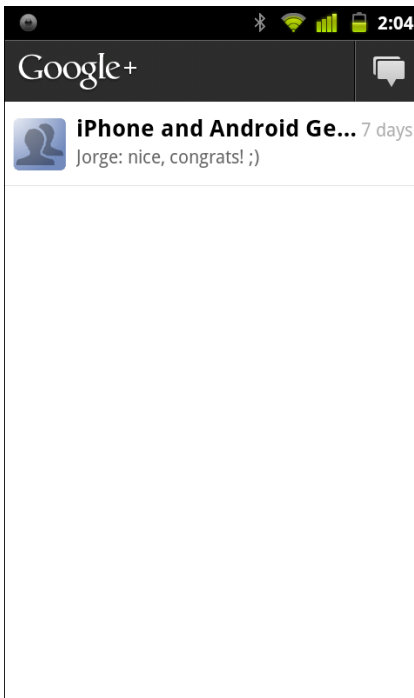 2:04
Google+
iPhone and Android Ge... 7 days
Jorge: nice, congrats! ;)